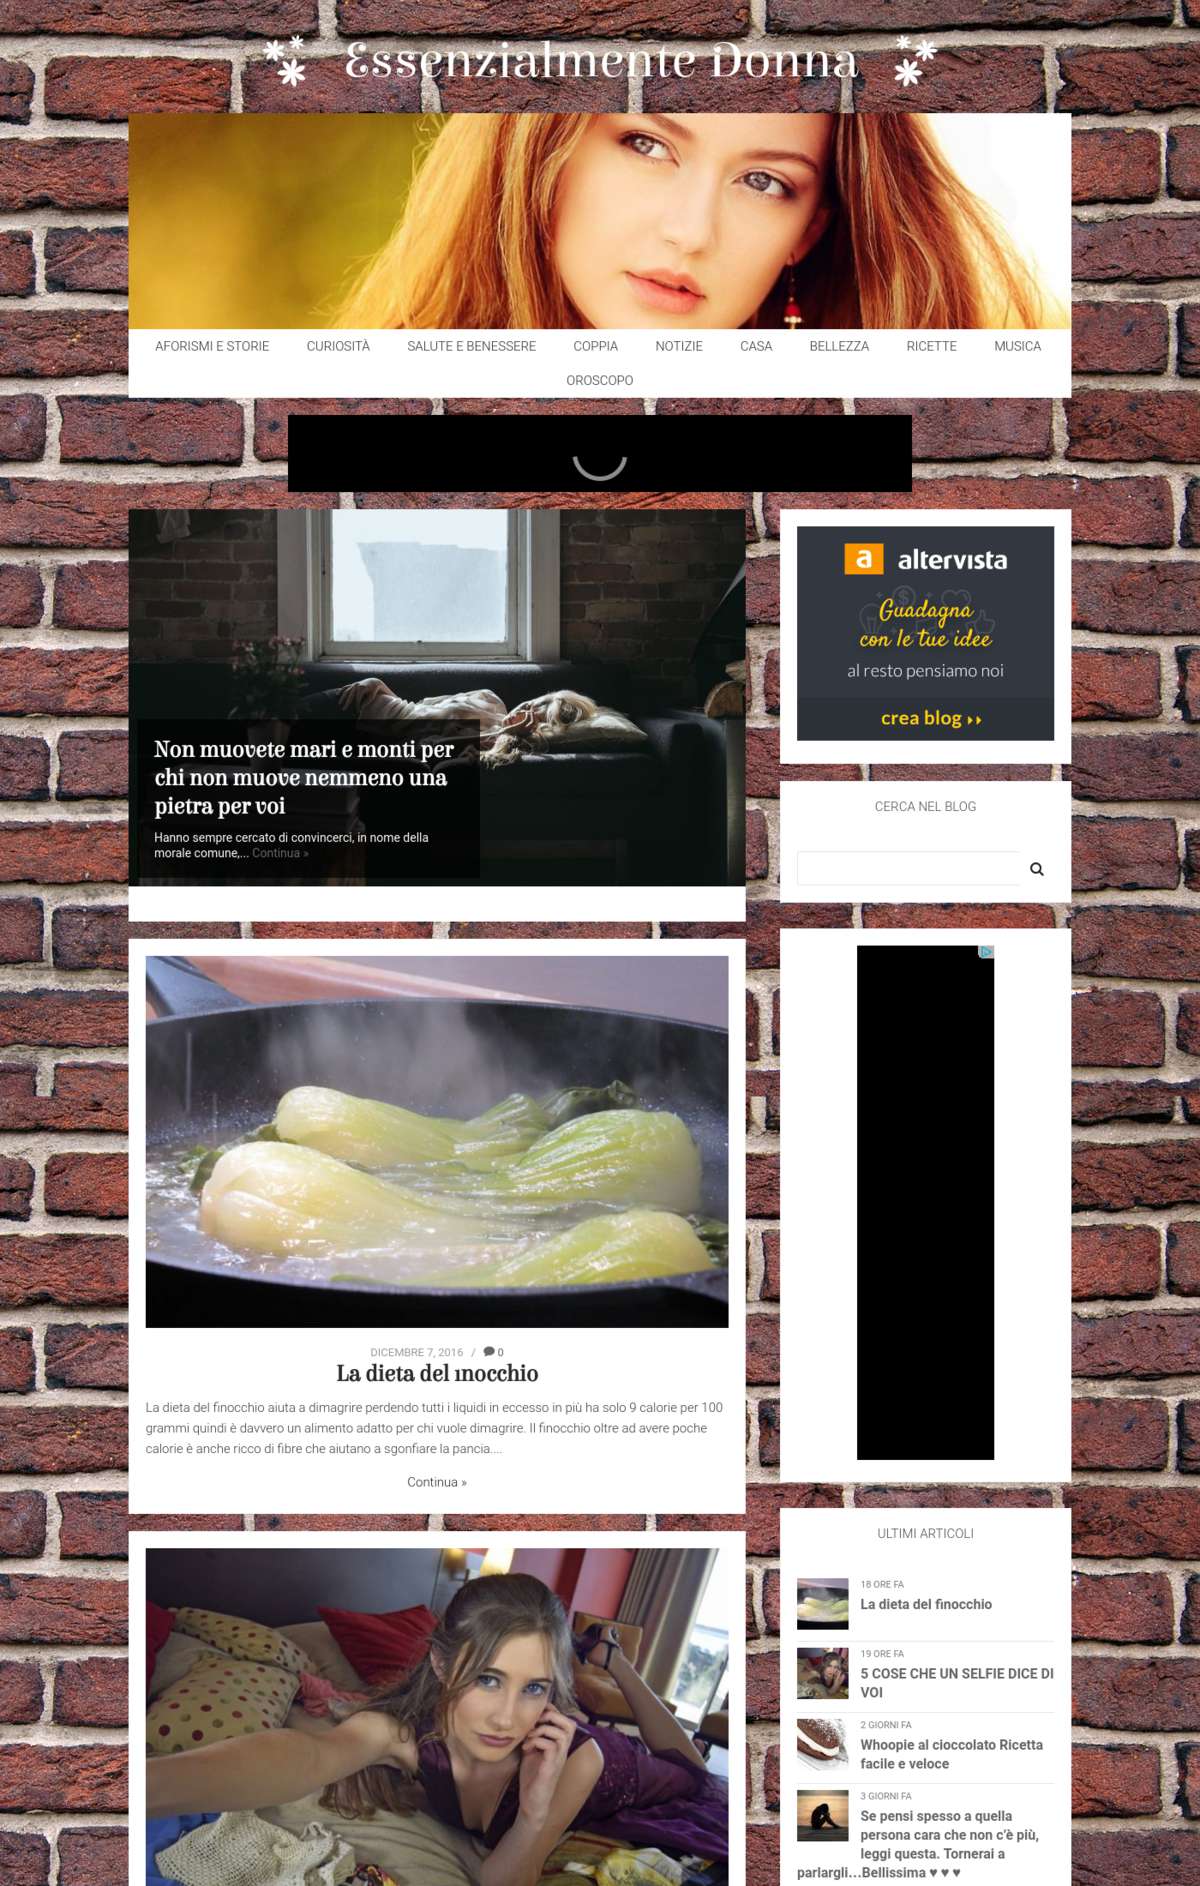 Essenzialmente Donna
AFORISMI E STORIE CURIOSITÀ SALUTE E BENESSERE COPPIA NOTIZIE CASA BELLEZZA RICETTE MUSICA
OROSCOPO
Non muovete mari e monti per
chi non muove nemmeno una
pietra per voi
Hanno sempre cercato di convincerci, in nome della
morale comune,... Continua »
a altervista
Guadagna
con le tue idee
al resto pensiamo noi
crea blog
CERCA NEL BLOG
DICEMBRE 7, 2016 / 0
La dieta del inocchio
La dieta del finocchio aiuta a dimagrire perdendo tutti i liquidi in eccesso in più ha solo 9 calorie per 100
grammi quindi è davvero un alimento adatto per chi vuole dimagrire. Il finocchio oltre ad avere poche
calorie è anche ricco di fibre che aiutano a sgonfiare la pancia....
Continua »
ULTIMI ARTICOLI
18 ORE FA
La dieta del finocchio
19 ORE FA
5 COSE CHE UN SELFIE DICE DI
VOI
2 GIORNI FA
Whoopie al cioccolato Ricetta
facile e veloce
3 GIORNI FA
Se pensi spesso a quella
persona cara che non c'è più,
leggi questa. Tornerai a
parlargli...Bellissima ♥ ♥ ♥